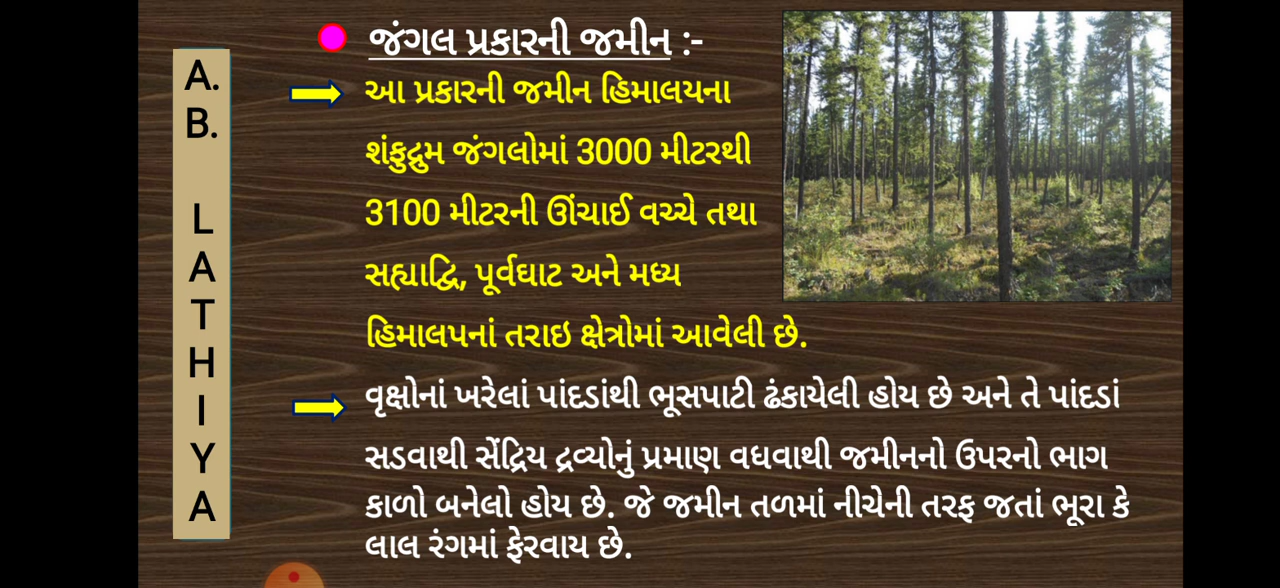 જંગલ પ્રકારની જમીન :-
આ પ્રકારની જમીન હિમાલયના
શંકુદ્રુમ જંગલોમાં 3000 મીટરથી
3100 મીટરની ઊંચાઈ વચ્ચે તથા
સહ્યાદ્વિ, પૂર્વઘાટ અને મધ્ય
હિમાલપનાં તરાઇ ક્ષેત્રોમાં આવેલી છે.
વૃક્ષોનાં ખરેલાં પાંદડાંથી ભૂસપાટી ઢંકાયેલી હોય છે અને તે પાંદડાં
સડવાથી સેંદ્રિય દ્રવ્યોનું પ્રમાણ વધવાથી જમીનનો ઉપરનો ભાગ
કાળો બનેલો હોય છે. જે જમીન તળમાં નીચેની તરફ જતાં ભૂરા કે
લાલ રંગમાં ફેરવાય છે.
A.
B.
L
A
T
H
I
Y
A